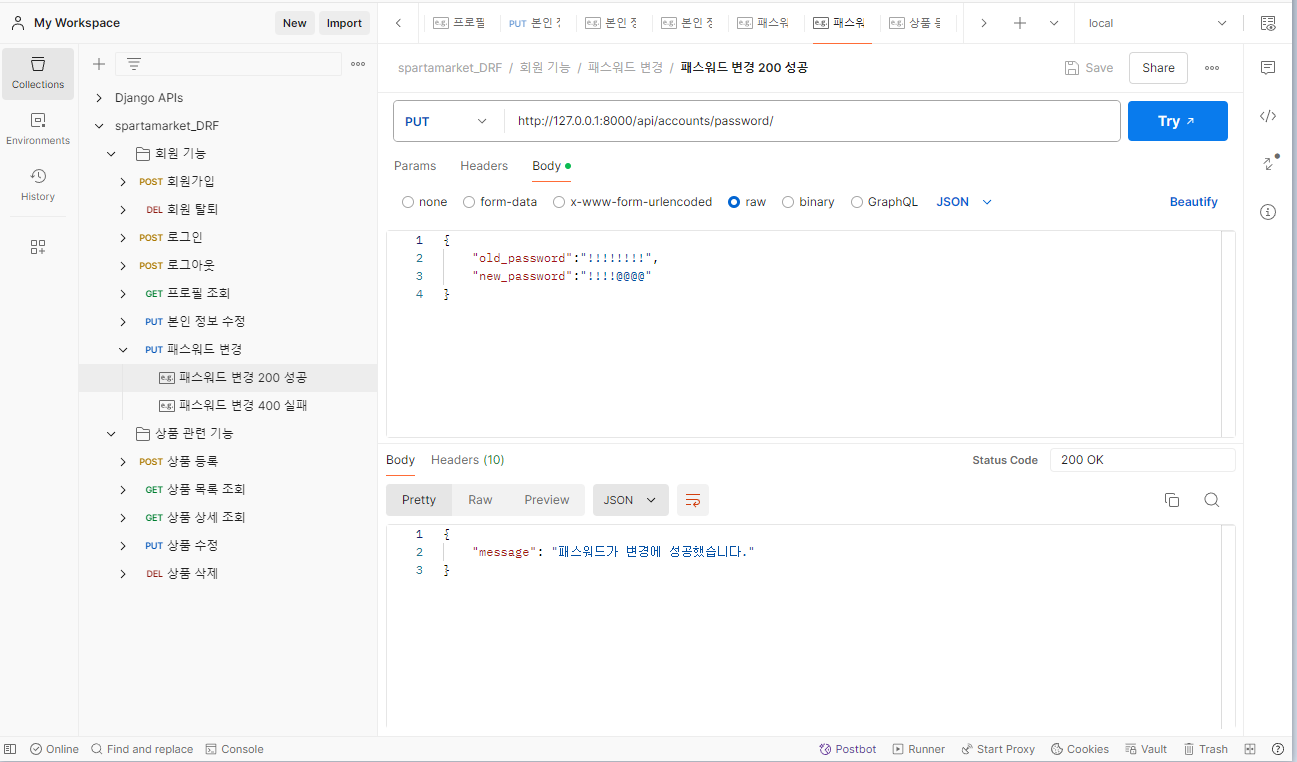 My Workspace
New
Import
프로필
PUT 본인
e.g. 본인
e.g. 본인
e.g. 패스워
e.g. 패스워
e.g. 상품
local
Collections
Environments
History
Django APIs
spartamarket_DRF
회원 기능
POST 회원가입
DEL 회원 탈퇴
POST 로그인
POST 로그아웃
GET 프로필 조회
PUT 본인 정보 수정
PUT 패스워드 변경
e.g. 패스워드 변경 200 성공
e.g. 패스워드 변경 400 실패
상품 관련 기능
POST 상품 등록
GET 상품 목록 조회
GET 상품 상세 조회
PUT 상품 수정
DEL 상품 삭제
spartamarket_DRF / 회원 기능 / 패스워드 변경 / 패스워드 변경 200 성공
Save
Share
PUT
http://127.0.0.1:8000/api/accounts/password/
Try
Params
Headers
Body
none
form-data
x-www-form-urlencoded
raw
binary
GraphQL
JSON
Beautify
1 {
2 "old_password":"!!!!!!!!",
3 "new_password":"!!!!@@@@"
4 }
Body
Headers (10)
Status Code
200 OK
Pretty
Raw
Preview
JSON
1 {
2 "message": "패스워드가 변경에 성공했습니다."
3 }
Online
Find and replace
Console
Postbot
Runner
Start Proxy
Cookies
Vault
Trash